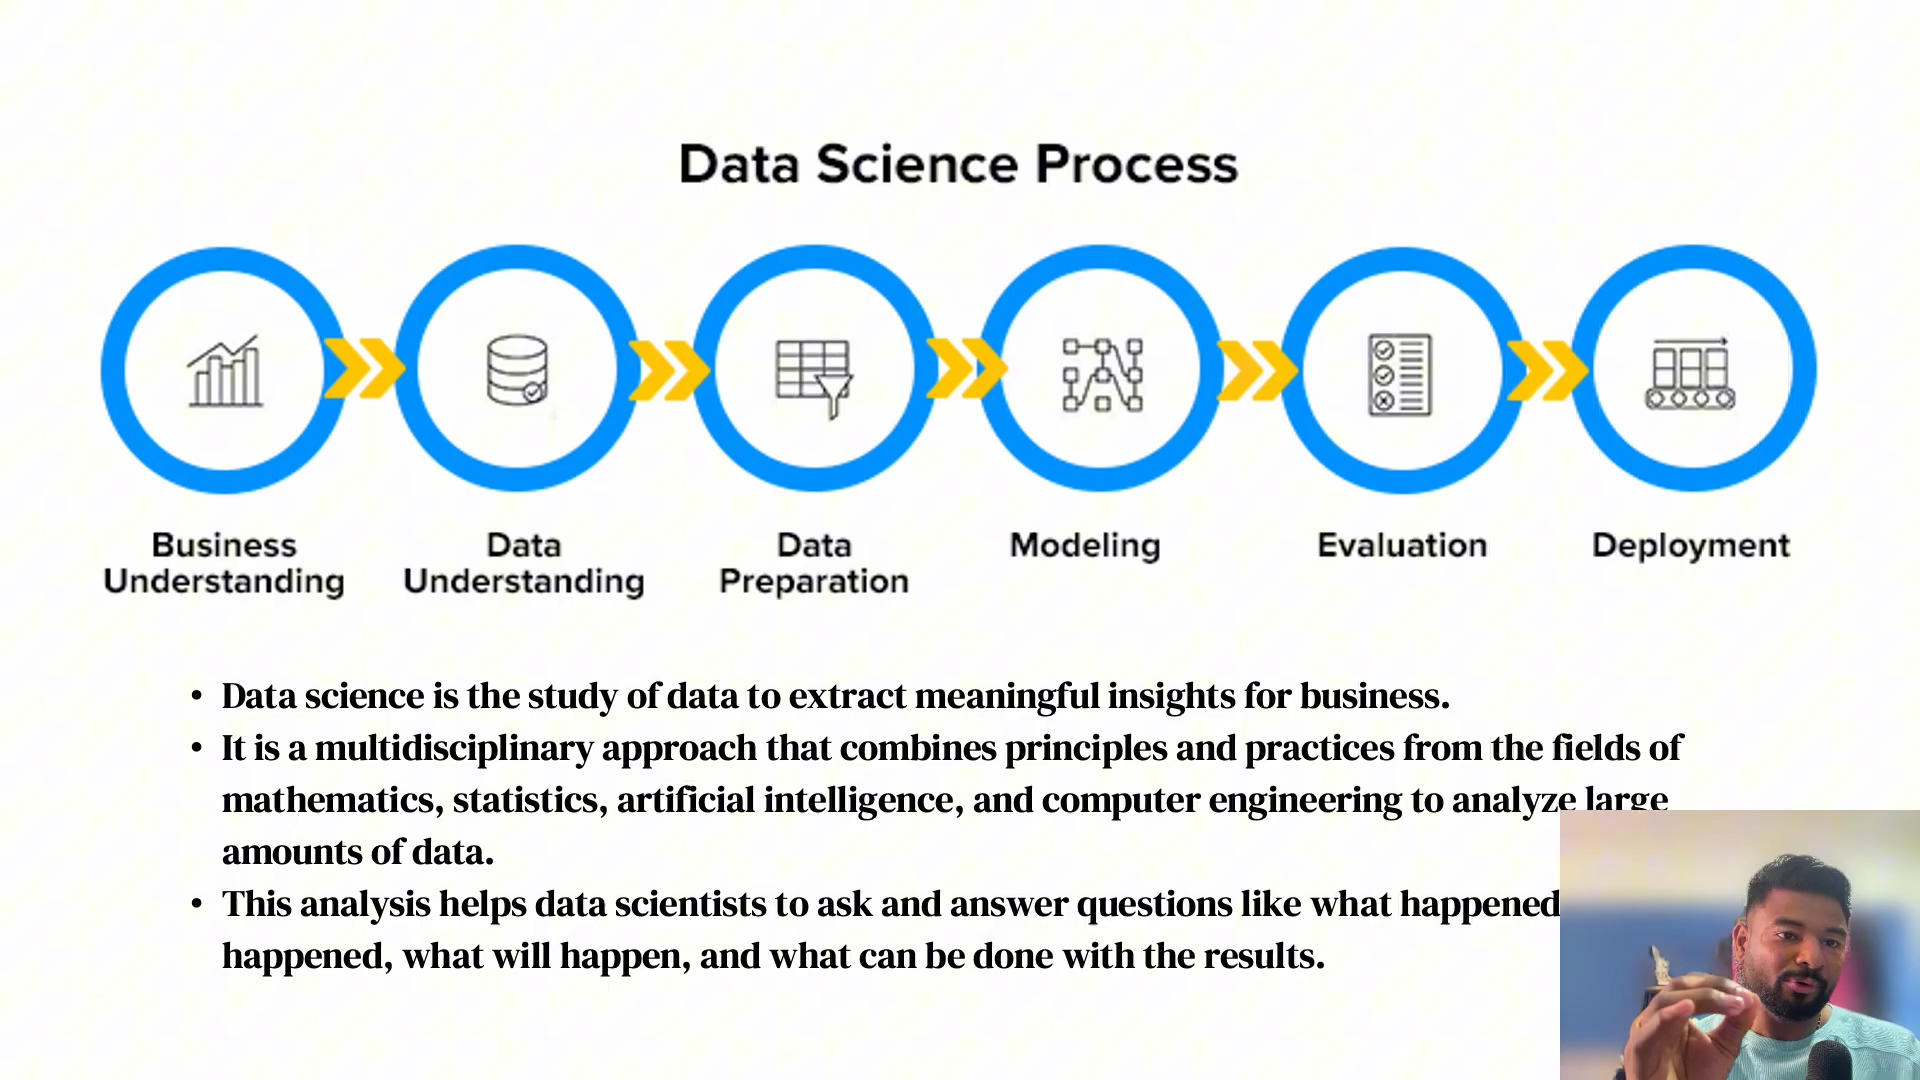 Data Science Process
Business
Understanding
Data
Understanding
Data
Preparation
Modeling
Evaluation
Deployment
• Data science is the study of data to extract meaningful insights for business.
• It is a multidisciplinary approach that combines principles and practices from the fields of
mathematics, statistics, artificial intelligence, and computer engineering to analyze large
amounts of data.
• This analysis helps data scientists to ask and answer questions like what happened
happened, what will happen, and what can be done with the results.